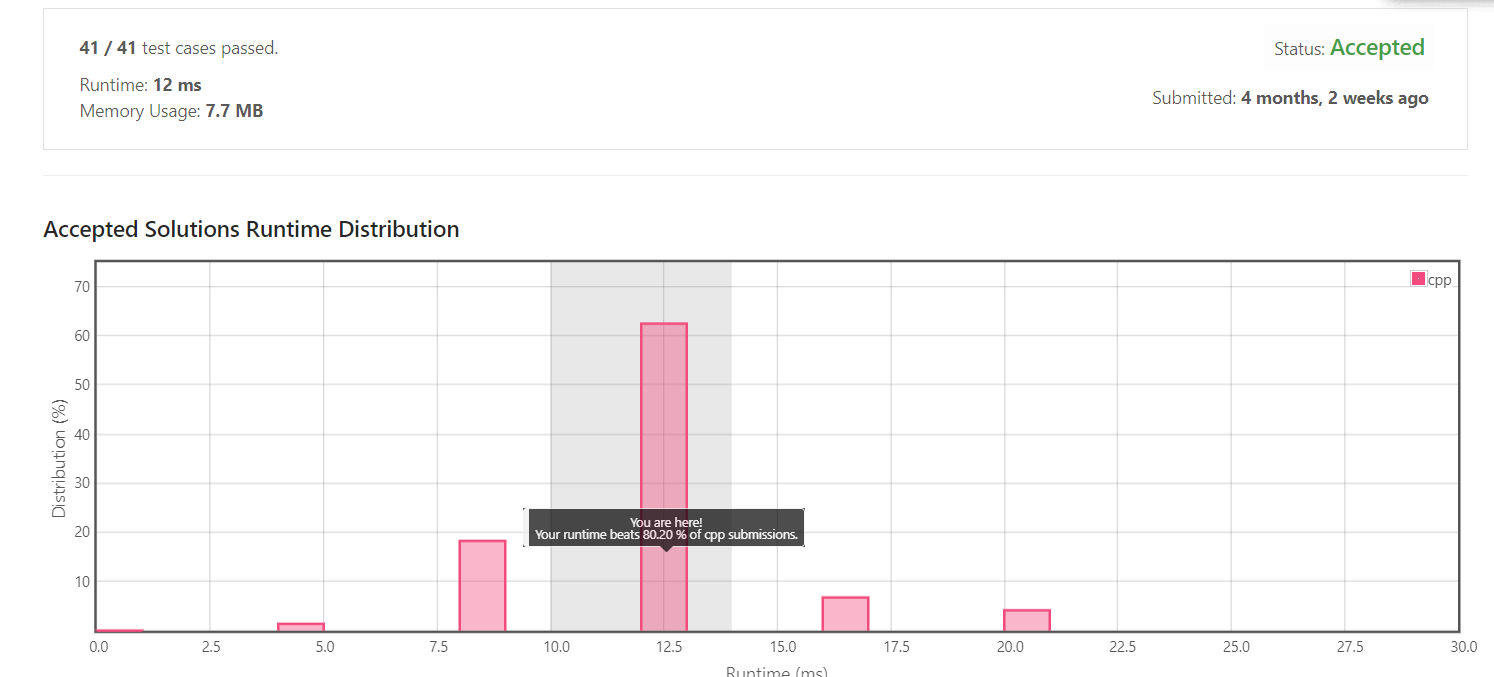 41 / 41 test cases passed.
Status: Accepted
Runtime: 12 ms
Memory Usage: 7.7 MB
Submitted: 4 months, 2 weeks ago
Accepted Solutions Runtime Distribution
cpp
70
60
50
40
30
20
10
Distribution (%)
You are here!
Your runtime beats 80.20 % of cpp submissions.
0.0 2.5 5.0 7.5 10.0 12.5 15.0 17.5 20.0 22.5 25.0 27.5 30.0
Runtime (ms)